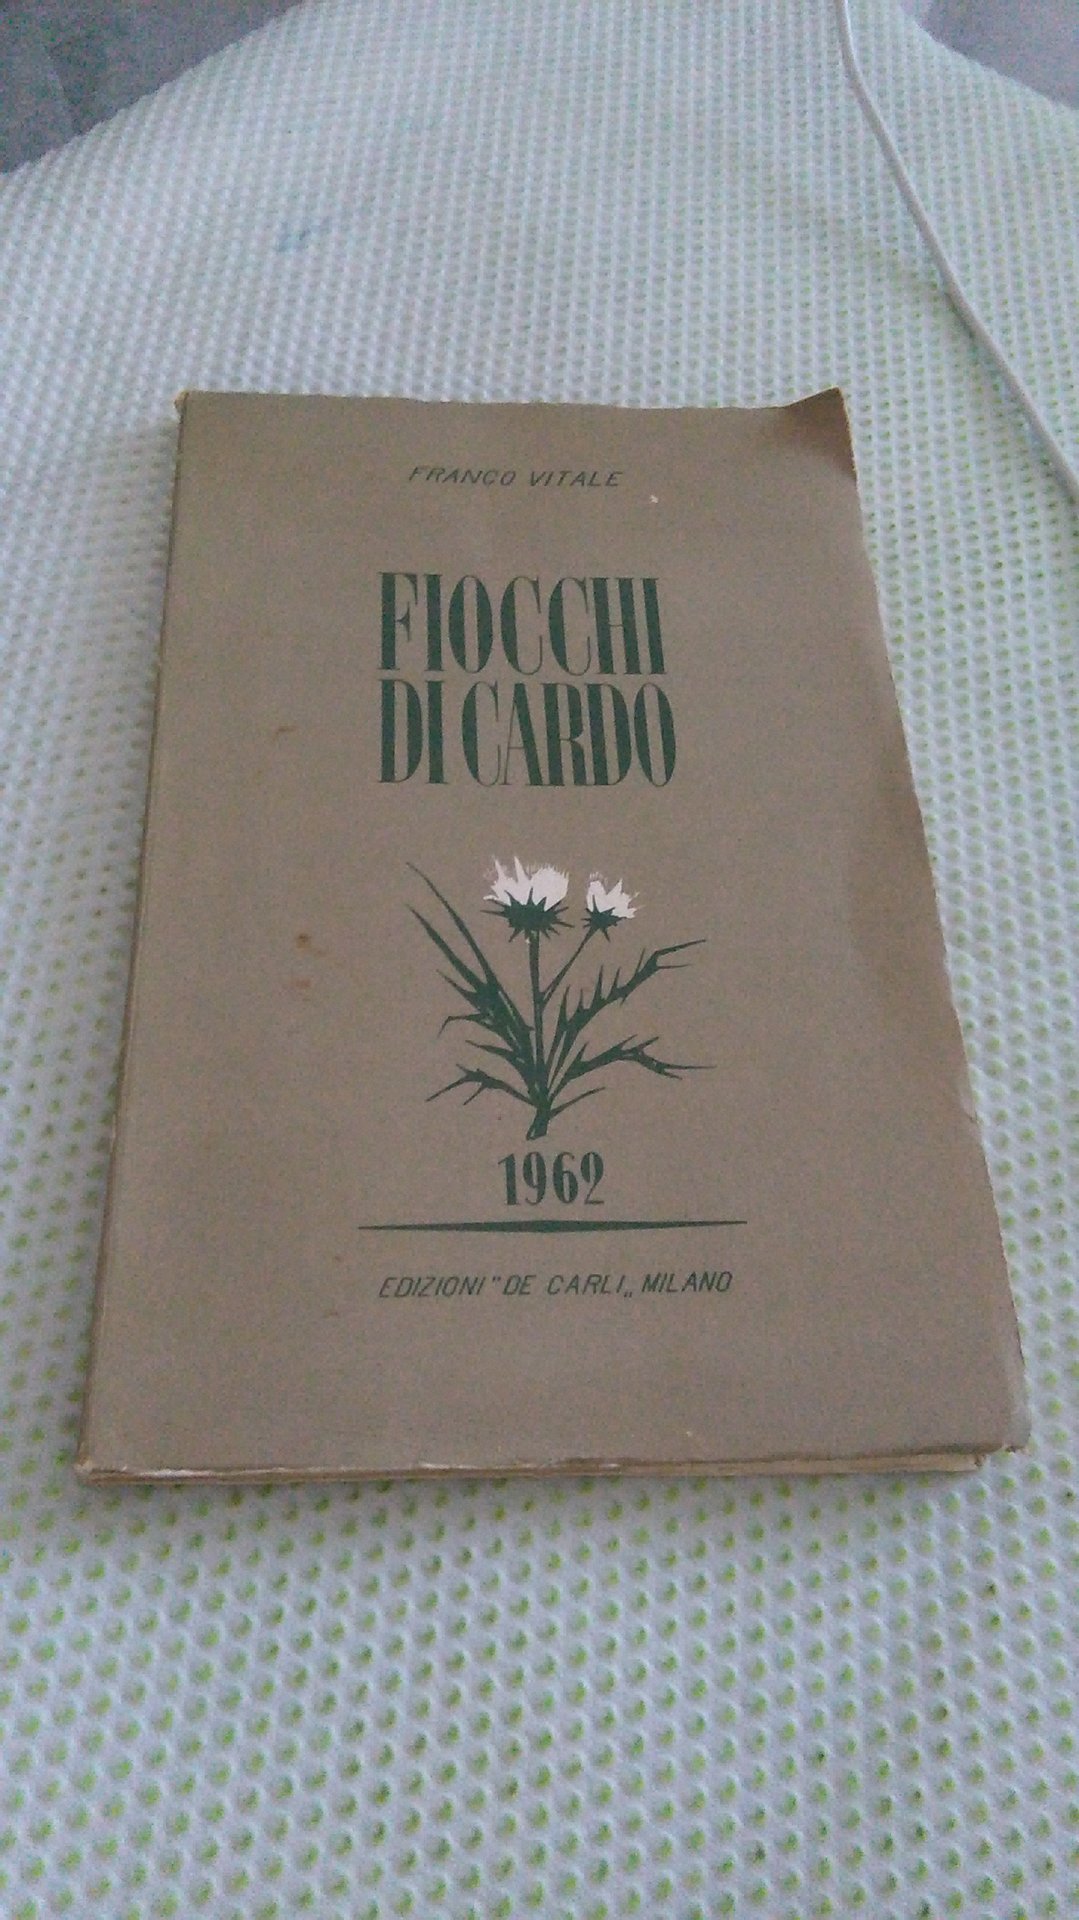 FRANCO VITALE
FIOCCHI
DI CARDO
1962
EDIZIONI "DE CARLI„ MILANO